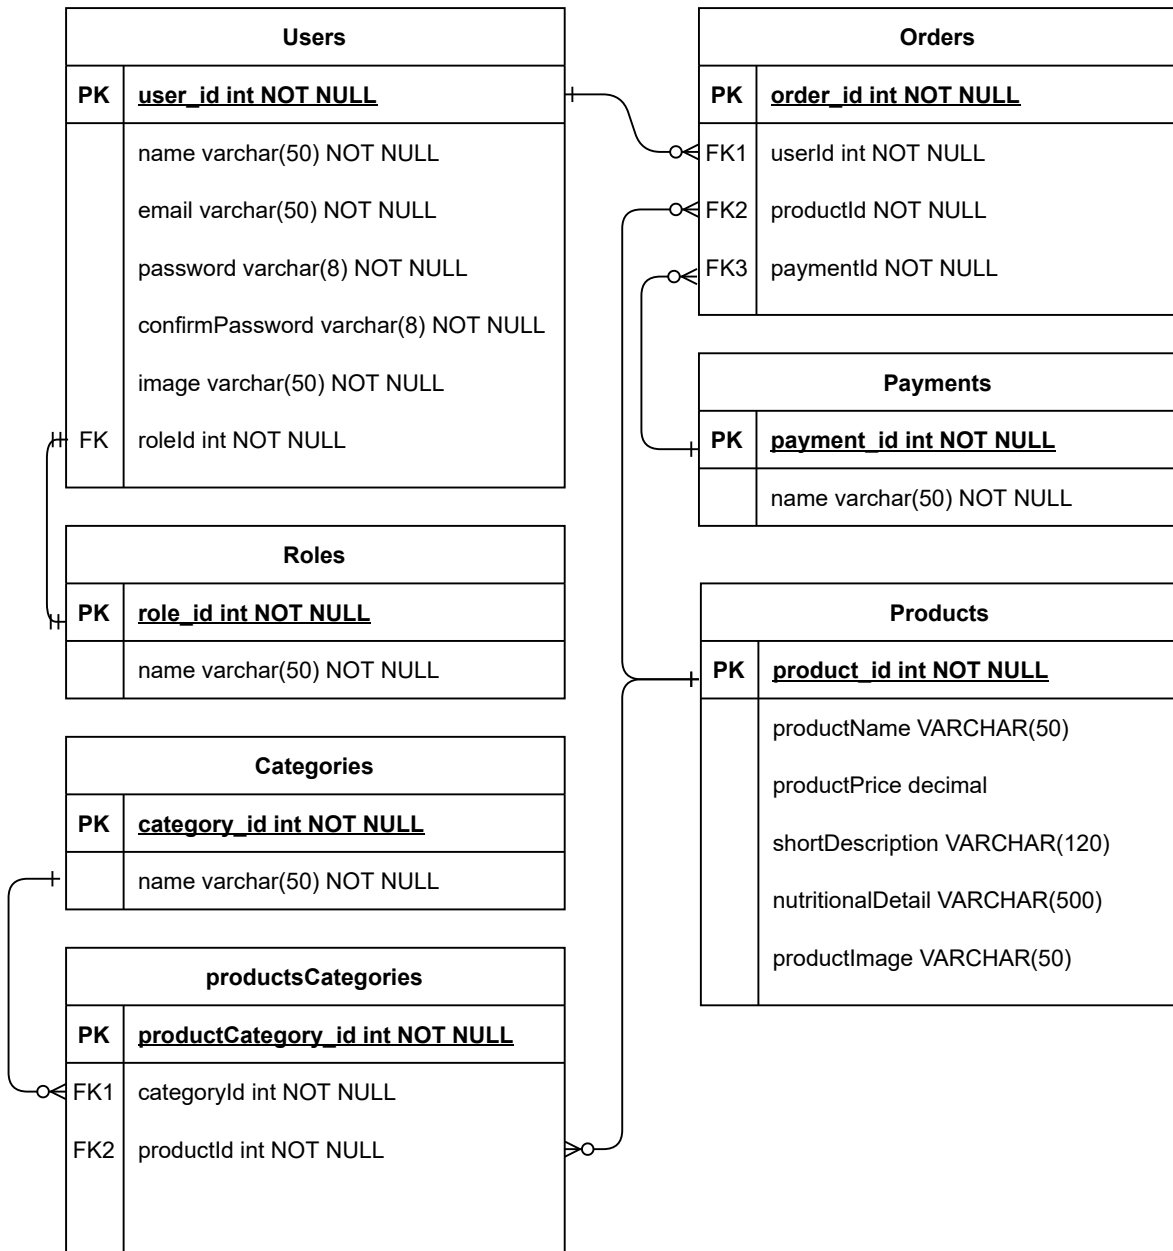 Users
PK user_id int NOT NULL
name varchar(50) NOT NULL
email varchar(50) NOT NULL
password varchar(8) NOT NULL
confirmPassword varchar(8) NOT NULL
image varchar(50) NOT NULL
FK roleId int NOT NULL
Roles
PK role_id int NOT NULL
name varchar(50) NOT NULL
Categories
PK category_id int NOT NULL
name varchar(50) NOT NULL
productsCategories
PK productCategory_id int NOT NULL
FK1 categoryId int NOT NULL
FK2 productId int NOT NULL
Orders
PK order_id int NOT NULL
FK1 userId int NOT NULL
FK2 productId NOT NULL
FK3 paymentId NOT NULL
Payments
PK payment_id int NOT NULL
name varchar(50) NOT NULL
Products
PK product_id int NOT NULL
productName VARCHAR(50)
productPrice decimal
shortDescription VARCHAR(120)
nutritionalDetail VARCHAR(500)
productImage VARCHAR(50)